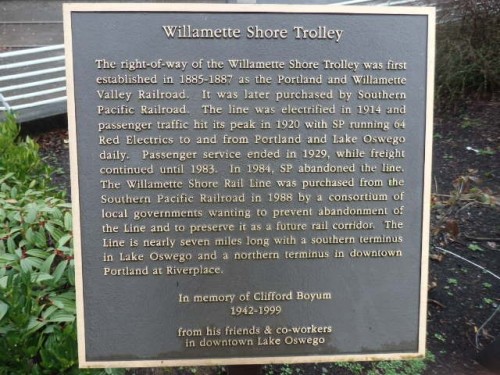 Willamette Shore Trolley
The right-of-way of the Willamette Shore Trolley was first
established in 1885-1887 as the Portland and Willamette
Valley Railroad. It was later purchased by Southern
Pacific Railroad. The line was electrified in 1914 and
passenger traffic hit its peak in 1920 with SP running 64
Red Electrics to and from Portland and Lake Oswego
daily. Passenger service ended in 1929, while freight
continued until 1983. In 1984, SP abandoned the line.
The Willamette Shore Rail Line was purchased from the
Southern Pacific Railroad in 1988 by a consortium of
local governments wanting to prevent abandonment of
the Line and to preserve it as a future rail corridor. The
Line is nearly seven miles long with a southern terminus
in Lake Oswego and a northern terminus in downtown
Portland at Riverplace.
In memory of Clifford Boyum
1942-1999
from his friends & co-workers
in downtown Lake Oswego